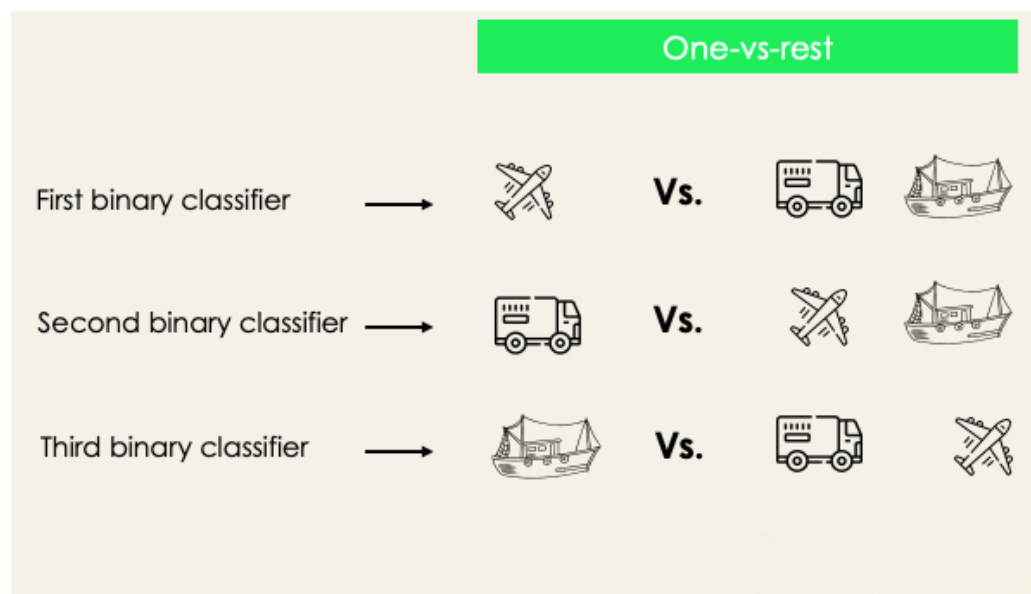 One-vs-rest
First binary classifier
Vs.
Second binary classifier
Vs.
Third binary classifier
Vs.